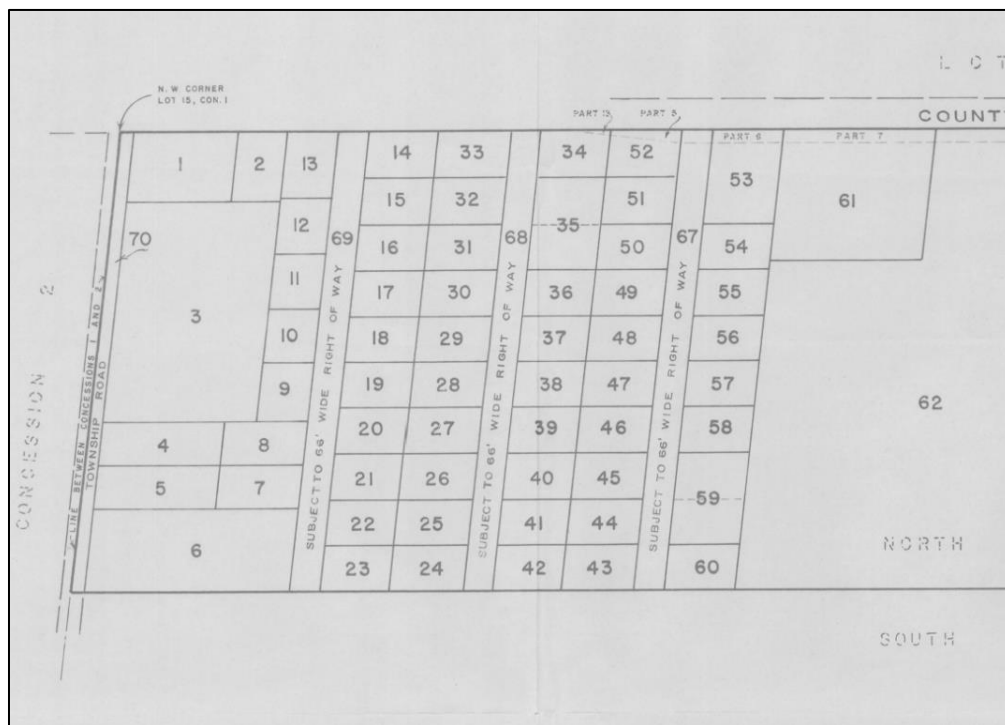 L O T
N. W CORNER
LOT 15, CON. 1
PART 13 PART 5
COUNT
PART 6 PART 7
1 2 13 14 33 34 52 53 61
12 15 32 35 51
70 69 16 31 68 50 67 54
11 17 30 36 49 55
3 10 18 29 37 48 56 62
9 19 28 38 47 57
4 8 20 27 39 46 58
5 7 21 26 40 45 59
6 22 25 41 44
23 24 42 43 60
SUBJECT TO 66' WIDE RIGHT OF WAY
SUBJECT TO 66' WIDE RIGHT OF WAY
SUBJECT TO 66' WIDE RIGHT OF WAY
CONCESSION 2
LINE BETWEEN CONCESSIONS 1 AND 2
TOWNSHIP ROAD
NORTH
SOUTH